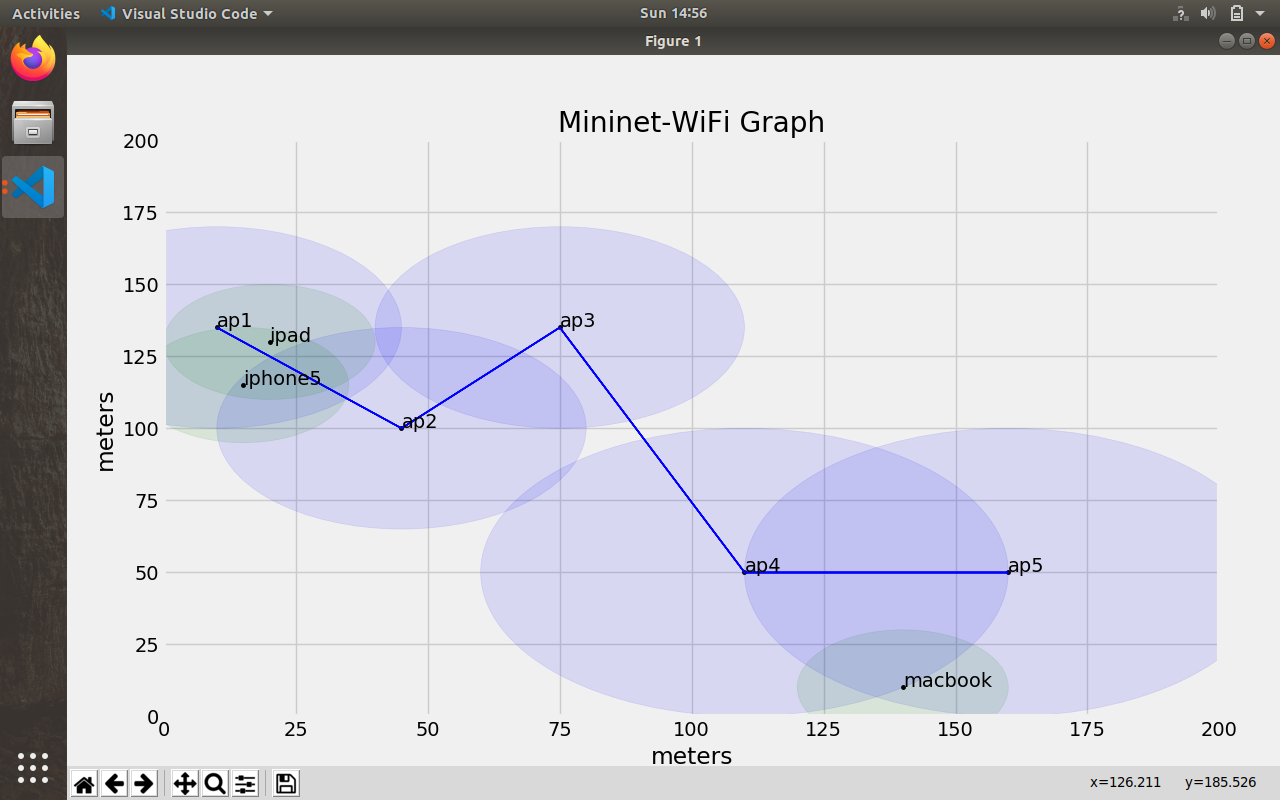 Activities Visual Studio Code Sun 14:56
Figure 1
Mininet-WiFi Graph
200
175
150
ap1 ap3
ipad
125
iphone5
ap2
100
meters
75
ap4 ap5
50
25
macbook
0
0 25 50 75 100 125 150 175 200
meters
x=126.211 y=185.526